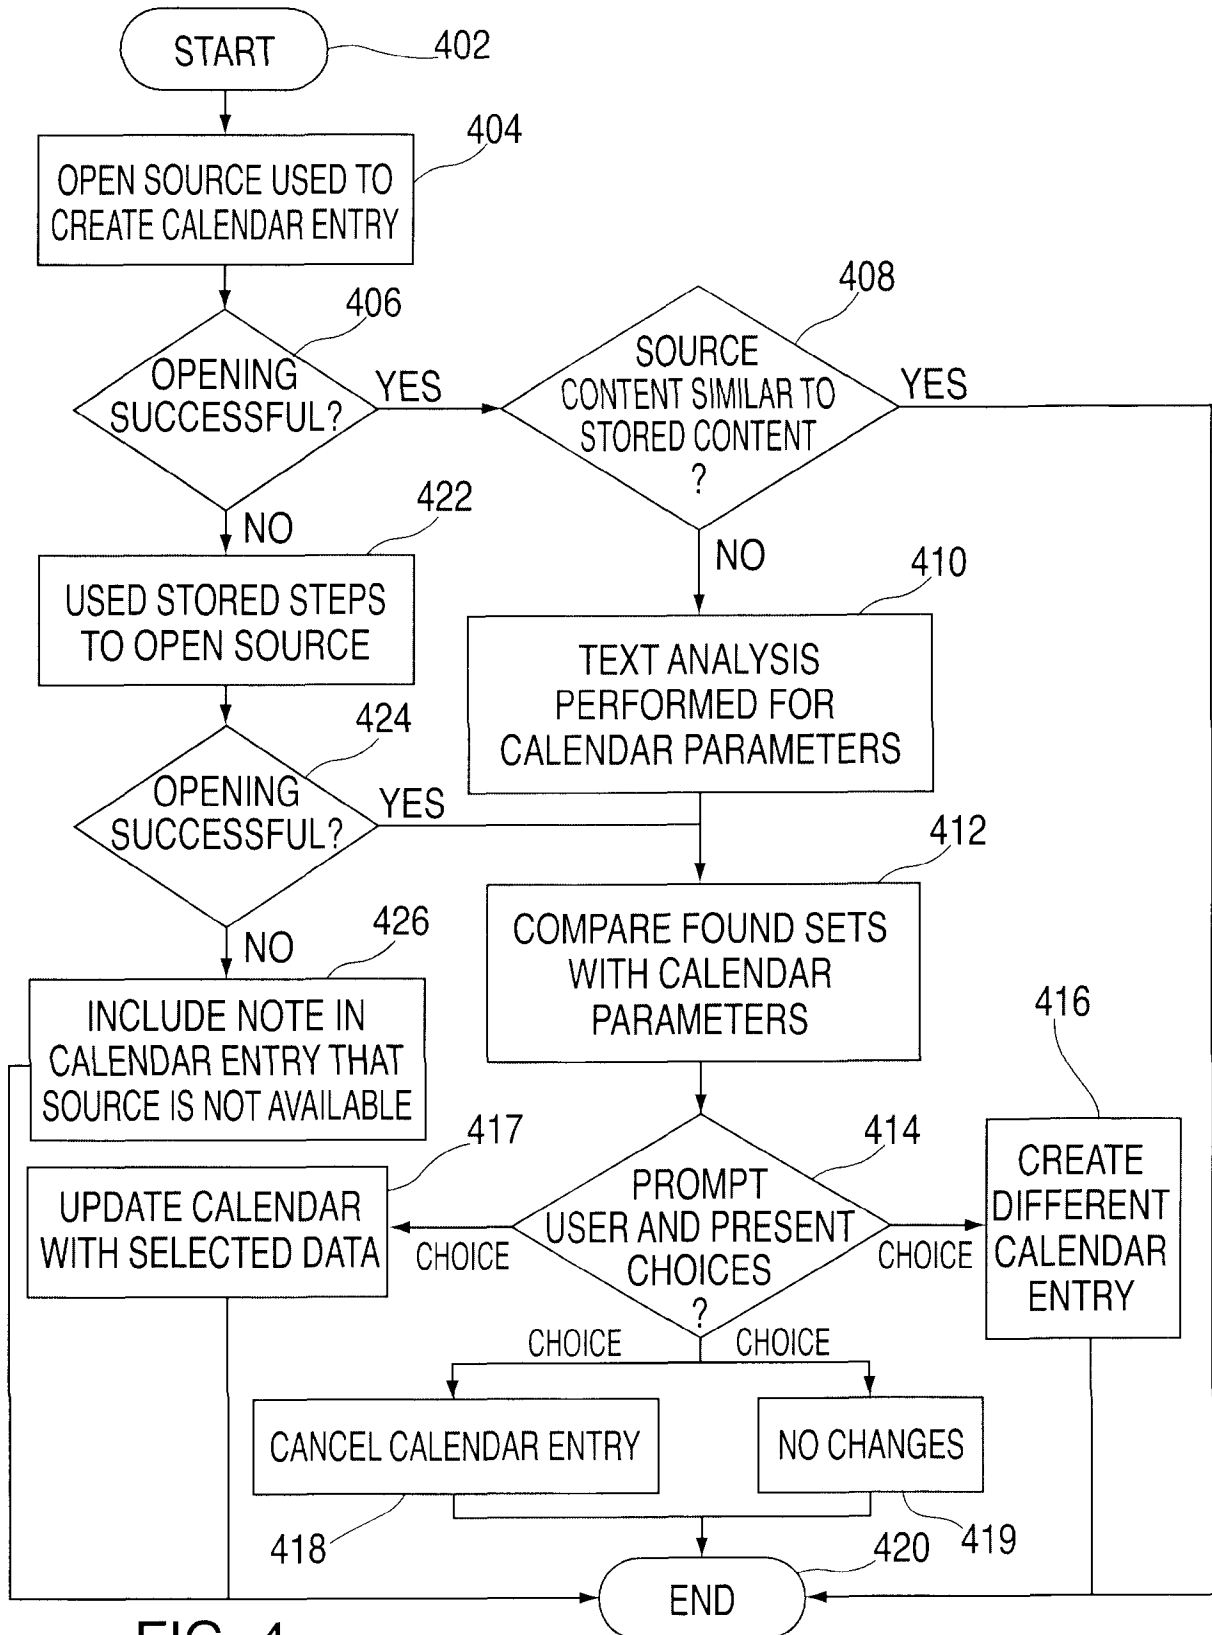 START
402
OPEN SOURCE USED TO
CREATE CALENDAR ENTRY
404
OPENING
SUCCESSFUL?
406
YES
NO
SOURCE
CONTENT SIMILAR TO
STORED CONTENT
?
408
YES
NO
USED STORED STEPS
TO OPEN SOURCE
422
TEXT ANALYSIS
PERFORMED FOR
CALENDAR PARAMETERS
410
OPENING
SUCCESSFUL?
424
YES
NO
COMPARE FOUND SETS
WITH CALENDAR
PARAMETERS
412
INCLUDE NOTE IN
CALENDAR ENTRY THAT
SOURCE IS NOT AVAILABLE
426
PROMPT
USER AND PRESENT
CHOICES
?
414
CHOICE
CHOICE
CHOICE
CHOICE
UPDATE CALENDAR
WITH SELECTED DATA
417
CREATE
DIFFERENT
CALENDAR
ENTRY
416
CANCEL CALENDAR ENTRY
418
NO CHANGES
419
END
420
FIG. 4